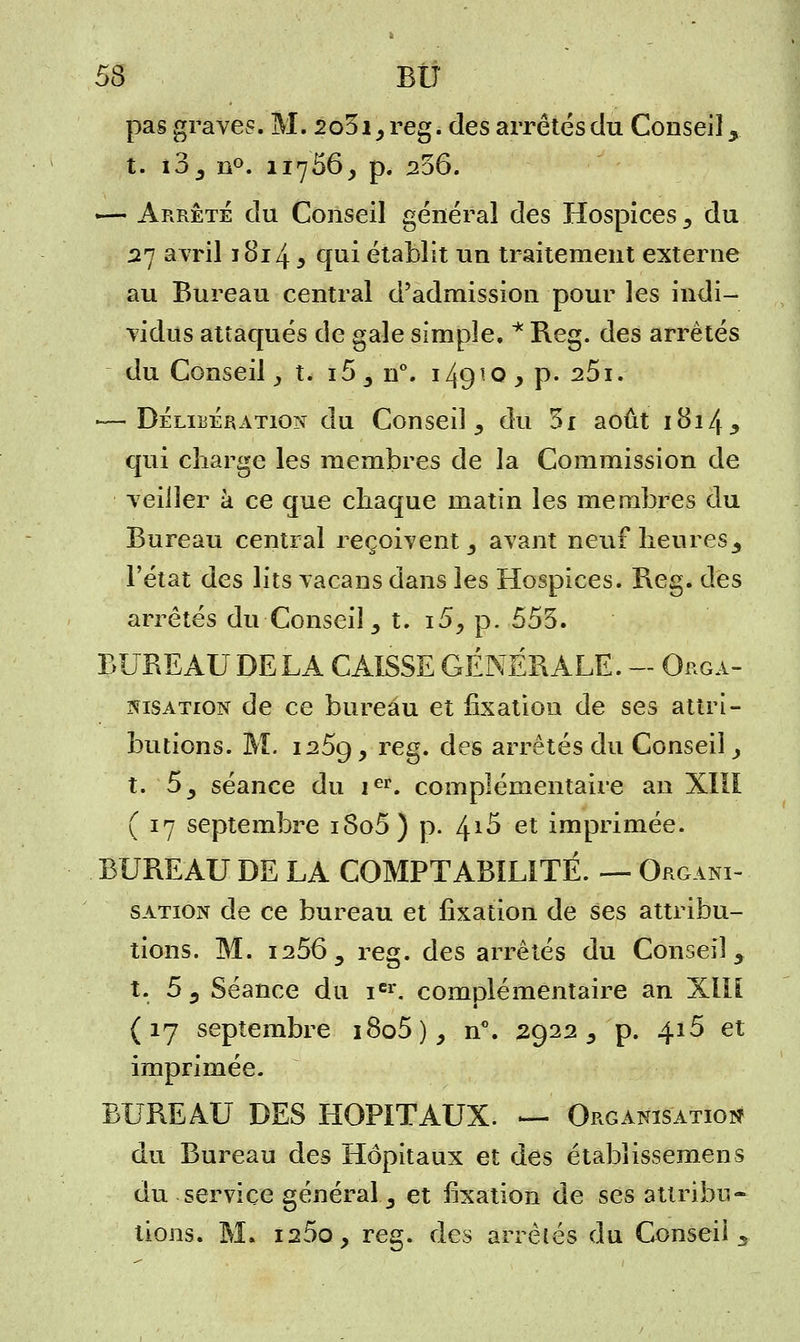 58 BU
pas graves. M. 2031, reg. des arrêtés du Conseil,
t. 13, n°. 11756, p. 236.
— Arrêté du Conseil général des Hospices, du
27 avril 1814, qui établit un traitement externe
au Bureau central d'admission pour les indi-
vidus attaqués de gale simple. * Reg. des arrêtés
du Conseil, t. 15, n°. 14910, p. 251.
— Délibération du Conseil, du 31 août 1814,
qui charge les membres de la Commission de
veiller à ce que chaque matin les membres du
Bureau central reçoivent, avant neuf heures,
l'état des lits vacans dans les Hospices. Reg. des
arrêtés du Conseil, t. 15, p. 553.
BUREAU DE LA CAISSE GÉNÉRALE. — Orga-
nisation de ce bureau et fixation de ses attri-
butions. M. 1259, reg. des arrêtés du Conseil,
t. 5, séance du 1er. complémentaire an XIII
( 17 septembre 1805 ) p. 415 et imprimée.
BUREAU DE LA COMPTABILITÉ. — Organi-
sation de ce bureau et fixation de ses attribu-
tions. M. 1256, reg. des arrêtés du Conseil,
t. 5, Séance du 1er. complémentaire an XIII
(17 septembre 1805), n°. 2922, p. 415 et
imprimée.
BUREAU DES HOPITAUX. — Organisation
du Bureau des Hôpitaux et des établissemens
du service général, et fixation de ses attribu-
tions. M. 1250, reg. des arrêtés du Conseil,